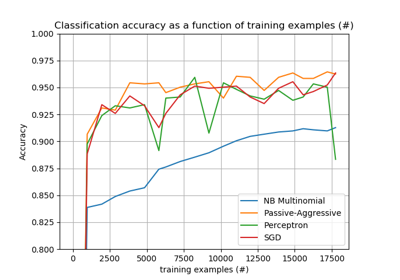 Classification accuracy as a function of training examples (#)
1.000
0.975
0.950
0.925
0.900
0.875
0.850
0.825
0.800
Accuracy
NB Multinomial
Passive-Aggressive
Perceptron
SGD
0 2500 5000 7500 10000 12500 15000 17500
training examples (#)